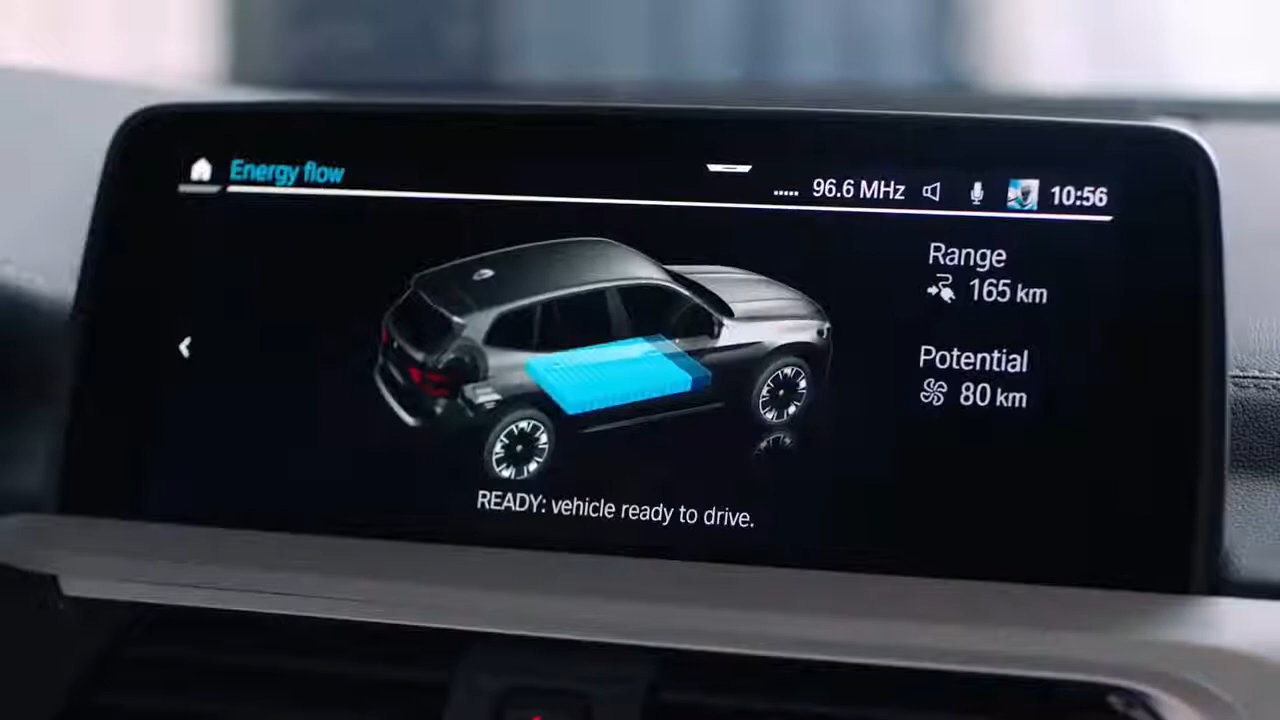 Energy flow
..... 96.6 MHz 10:56
Range
165 km
Potential
80 km
READY: vehicle ready to drive.